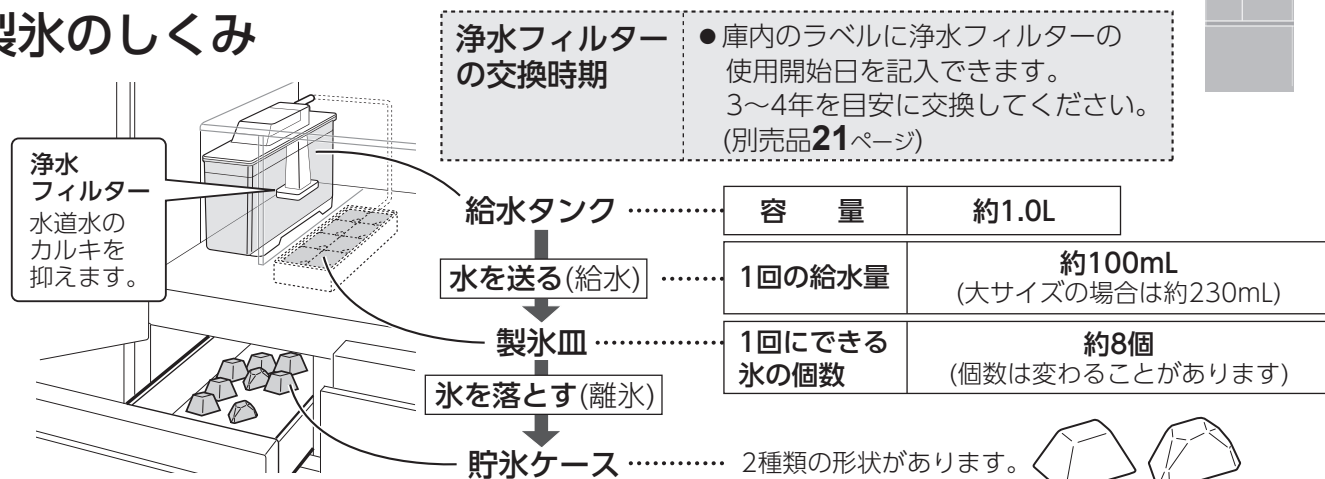 製氷のしくみ
浄水フィルター
の交換時期
●庫内のラベルに浄水フィルターの
使用開始日を記入できます。
3〜4年を目安に交換してください。
(別売品21ページ)
浄水
フィルター
水道水の
カルキを
抑えます。
給水タンク
容 量 約1.0L
水を送る(給水)
1回の給水量 約100mL
(大サイズの場合は約230mL)
製氷皿
1回にできる
氷の個数
約8個
(個数は変わることがあります)
氷を落とす(離氷)
貯氷ケース
2種類の形状があります。